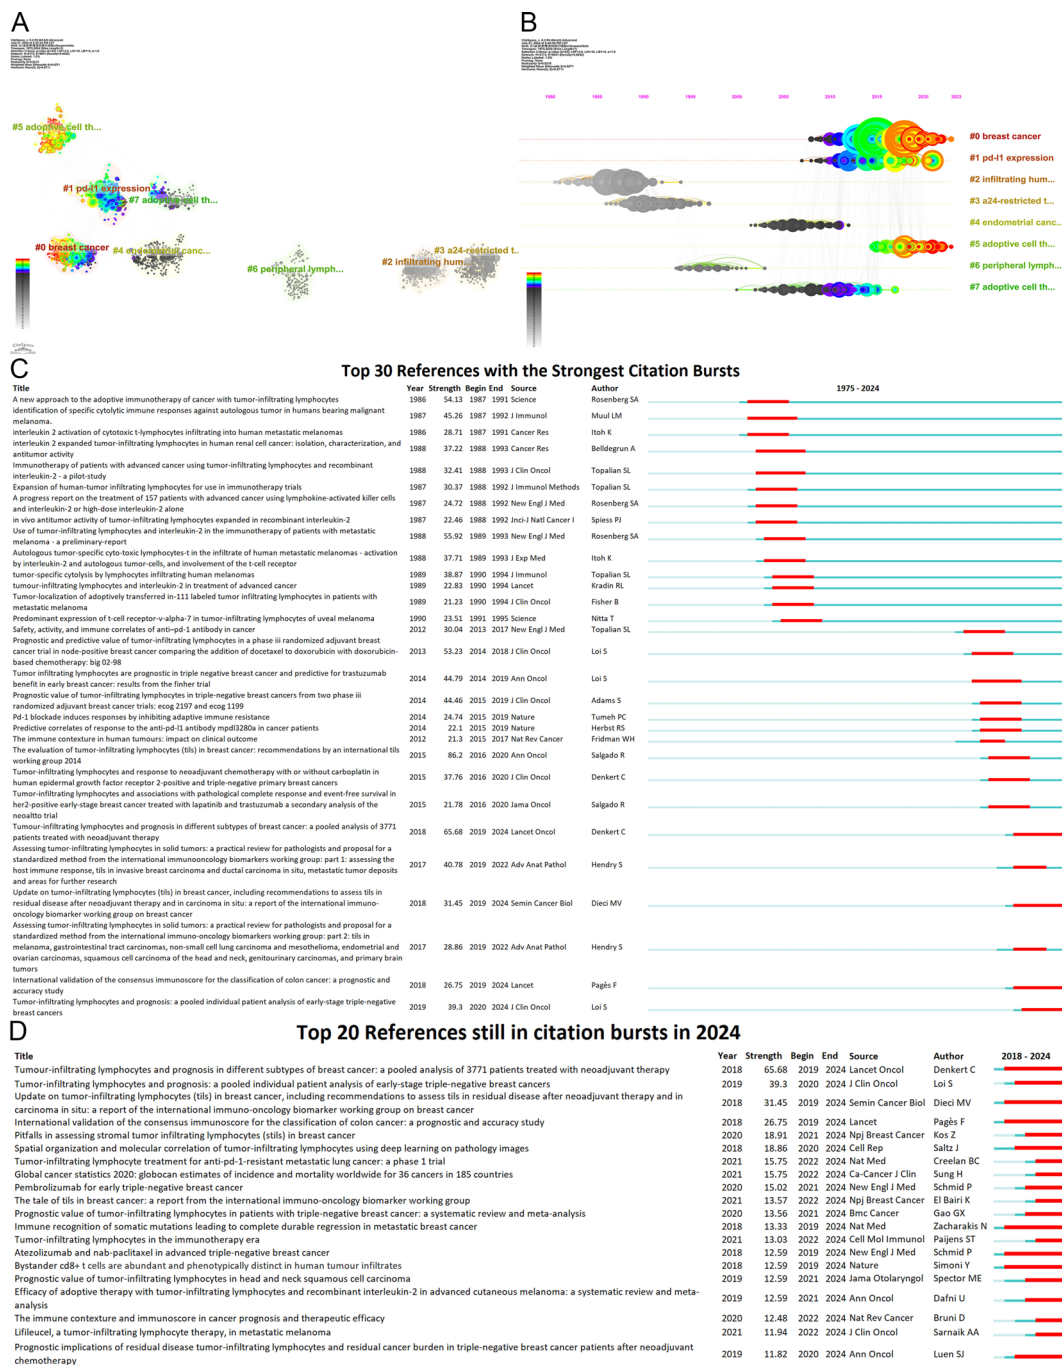 A
#5 adoptive cell th...
#1 pd-l1 expression
#7 adoptive cell th...
#0 breast cancer
#4 endometrial canc...
#3 a24-restricted t...
#2 infiltrating hum...
#6 peripheral lymph...
B
1980 1985 1990 1995 2000 2005 2010 2015 2020 2023
#0 breast cancer
#1 pd-l1 expression
#2 infiltrating hum...
#3 a24-restricted t...
#4 endometrial canc...
#5 adoptive cell th...
#6 peripheral lymph...
#7 adoptive cell th...
C
Top 30 References with the Strongest Citation Bursts
Title Year Strength Begin End Source Author 1975 - 2024
A new approach to the adoptive immunotherapy of cancer with tumor-infiltrating lymphocytes 1986 54.13 1987 1991 Science Rosenberg SA
identification of specific cytolytic immune responses against autologous tumor in humans bearing malignant
melanoma. 1987 45.26 1987 1992 J Immunol Muul LM
interleukin 2 activation of cytotoxic t-lymphocytes infiltrating into human metastatic melanomas 1986 28.71 1987 1991 Cancer Res Itoh K
interleukin 2 expanded tumor-infiltrating lymphocytes in human renal cell cancer: isolation, characterization, and
antitumor activity 1988 37.22 1988 1993 Cancer Res Belldegrun A
Immunotherapy of patients with advanced cancer using tumor-infiltrating lymphocytes and recombinant
interleukin-2 - a pilot-study 1988 32.41 1988 1993 J Clin Oncol Topalian SL
Expansion of human-tumor infiltrating lymphocytes for use in immunotherapy trials 1987 30.37 1988 1992 J Immunol Methods Topalian SL
A progress report on the treatment of 157 patients with advanced cancer using lymphokine-activated killer cells
and interleukin-2 or high-dose interleukin-2 alone 1987 24.72 1988 1992 New Engl J Med Rosenberg SA
in vivo antitumor activity of tumor-infiltrating lymphocytes expanded in recombinant interleukin-2 1987 22.46 1988 1992 Jnci-J Natl Cancer I Spiess PJ
Use of tumor-infiltrating lymphocytes and interleukin-2 in the immunotherapy of patients with metastatic
melanoma - a preliminary-report 1988 55.92 1989 1993 New Engl J Med Rosenberg SA
Autologous tumor-specific cyto-toxic lymphocytes-t in the infiltrate of human metastatic melanomas - activation
by interleukin-2 and autologous tumor-cells, and involvement of the t-cell receptor 1988 37.71 1989 1993 J Exp Med Itoh K
tumor-specific cytolysis by lymphocytes infiltrating human melanomas 1989 38.87 1990 1994 J Immunol Topalian SL
tumour-infiltrating lymphocytes and interleukin-2 in treatment of advanced cancer 1989 22.83 1990 1994 Lancet Kradin RL
Tumor-localization of adoptively transferred in-111 labeled tumor infiltrating lymphocytes in patients with
metastatic melanoma 1989 21.23 1990 1994 J Clin Oncol Fisher B
Predominant expression of t-cell receptor-v-alpha-7 in tumor-infiltrating lymphocytes of uveal melanoma 1990 23.51 1991 1995 Science Nitta T
Safety, activity, and immune correlates of anti-pd-1 antibody in cancer 2012 30.04 2013 2017 New Engl J Med Topalian SL
Prognostic and predictive value of tumor-infiltrating lymphocytes in a phase iii randomized adjuvant breast
cancer trial in node-positive breast cancer comparing the addition of docetaxel to doxorubicin with doxorubicin-
based chemotherapy: big 02-98 2013 53.23 2014 2018 J Clin Oncol Loi S
Tumor infiltrating lymphocytes are prognostic in triple negative breast cancer and predictive for trastuzumab
benefit in early breast cancer: results from the finher trial 2014 44.79 2014 2019 Ann Oncol Loi S
Prognostic value of tumor-infiltrating lymphocytes in triple-negative breast cancers from two phase iii
randomized adjuvant breast cancer trials: ecog 2197 and ecog 1199 2014 44.46 2015 2019 J Clin Oncol Adams S
Pd-1 blockade induces responses by inhibiting adaptive immune resistance 2014 24.74 2015 2019 Nature Tumeh PC
Predictive correlates of response to the anti-pd-l1 antibody mpdl3280a in cancer patients 2014 22.1 2015 2019 Nature Herbst RS
The immune contexture in human tumours: impact on clinical outcome 2012 21.3 2015 2017 Nat Rev Cancer Fridman WH
The evaluation of tumor-infiltrating lymphocytes (tils) in breast cancer: recommendations by an international tils
working group 2014 2015 86.2 2016 2020 Ann Oncol Salgado R
Tumor-infiltrating lymphocytes and response to neoadjuvant chemotherapy with or without carboplatin in
human epidermal growth factor receptor 2-positive and triple-negative primary breast cancers 2015 37.76 2016 2020 J Clin Oncol Denkert C
Tumor-infiltrating lymphocytes and associations with pathological complete response and event-free survival in
her2-positive early-stage breast cancer treated with lapatinib and trastuzumab a secondary analysis of the
neoaltto trial 2015 21.78 2016 2020 Jama Oncol Salgado R
Tumour-infiltrating lymphocytes and prognosis in different subtypes of breast cancer: a pooled analysis of 3771
patients treated with neoadjuvant therapy 2018 65.68 2019 2024 Lancet Oncol Denkert C
Assessing tumor-infiltrating lymphocytes in solid tumors: a practical review for pathologists and proposal for a
standardized method from the international immunooncology biomarkers working group: part 1: assessing the
host immune response, tils in invasive breast carcinoma and ductal carcinoma in situ, metastatic tumor deposits
and areas for further research 2017 40.78 2019 2022 Adv Anat Pathol Hendry S
Update on tumor-infiltrating lymphocytes (tils) in breast cancer, including recommendations to assess tils in
residual disease after neoadjuvant therapy and in carcinoma in situ: a report of the international immuno-
oncology biomarker working group on breast cancer 2018 31.45 2019 2024 Semin Cancer Biol Dieci MV
Assessing tumor-infiltrating lymphocytes in solid tumors: a practical review for pathologists and proposal for a
standardized method from the international immuno-oncology biomarkers working group: part 2: tils in
melanoma, gastrointestinal tract carcinomas, non-small cell lung carcinoma and mesothelioma, endometrial and
ovarian carcinomas, squamous cell carcinoma of the head and neck, genitourinary carcinomas, and primary brain
tumors 2017 28.86 2019 2022 Adv Anat Pathol Hendry S
International validation of the consensus immunoscore for the classification of colon cancer: a prognostic and
accuracy study 2018 26.75 2019 2024 Lancet Pagès F
Tumor-infiltrating lymphocytes and prognosis: a pooled individual patient analysis of early-stage triple-negative
breast cancers 2019 39.3 2020 2024 J Clin Oncol Loi S
D
Top 20 References still in citation bursts in 2024
Title Year Strength Begin End Source Author 2018 - 2024
Tumour-infiltrating lymphocytes and prognosis in different subtypes of breast cancer: a pooled analysis of 3771 patients treated with neoadjuvant therapy 2018 65.68 2019 2024 Lancet Oncol Denkert C
Tumor-infiltrating lymphocytes and prognosis: a pooled individual patient analysis of early-stage triple-negative breast cancers 2019 39.3 2020 2024 J Clin Oncol Loi S
Update on tumor-infiltrating lymphocytes (tils) in breast cancer, including recommendations to assess tils in residual disease after neoadjuvant therapy and in
carcinoma in situ: a report of the international immuno-oncology biomarker working group on breast cancer 2018 31.45 2019 2024 Semin Cancer Biol Dieci MV
International validation of the consensus immunoscore for the classification of colon cancer: a prognostic and accuracy study 2018 26.75 2019 2024 Lancet Pagès F
Pitfalls in assessing stromal tumor infiltrating lymphocytes (stils) in breast cancer 2020 18.91 2021 2024 Npj Breast Cancer Kos Z
Spatial organization and molecular correlation of tumor-infiltrating lymphocytes using deep learning on pathology images 2018 18.86 2020 2024 Cell Rep Saltz J
Tumor-infiltrating lymphocyte treatment for anti-pd-1-resistant metastatic lung cancer: a phase 1 trial 2021 15.75 2022 2024 Nat Med Creelan BC
Global cancer statistics 2020: globocan estimates of incidence and mortality worldwide for 36 cancers in 185 countries 2021 15.75 2022 2024 Ca-Cancer J Clin Sung H
Pembrolizumab for early triple-negative breast cancer 2020 15.02 2021 2024 New Engl J Med Schmid P
The tale of tils in breast cancer: a report from the international immuno-oncology biomarker working group 2021 13.57 2022 2024 Npj Breast Cancer El Bairi K
Prognostic value of tumor-infiltrating lymphocytes in patients with triple-negative breast cancer: a systematic review and meta-analysis 2020 13.56 2021 2024 Bmc Cancer Gao GX
Immune recognition of somatic mutations leading to complete durable regression in metastatic breast cancer 2018 13.33 2019 2024 Nat Med Zacharakis N
Tumor-infiltrating lymphocytes in the immunotherapy era 2021 13.03 2022 2024 Cell Mol Immunol Paijens ST
Atezolizumab and nab-paclitaxel in advanced triple-negative breast cancer 2018 12.59 2019 2024 New Engl J Med Schmid P
Bystander cd8+ t cells are abundant and phenotypically distinct in human tumour infiltrates 2018 12.59 2019 2024 Nature Simoni Y
Prognostic value of tumor-infiltrating lymphocytes in head and neck squamous cell carcinoma 2019 12.59 2021 2024 Jama Otolaryngol Spector ME
Efficacy of adoptive therapy with tumor-infiltrating lymphocytes and recombinant interleukin-2 in advanced cutaneous melanoma: a systematic review and meta-
analysis 2019 12.59 2021 2024 Ann Oncol Dafni U
The immune contexture and immunoscore in cancer prognosis and therapeutic efficacy 2020 12.48 2022 2024 Nat Rev Cancer Bruni D
Lifileucel, a tumor-infiltrating lymphocyte therapy, in metastatic melanoma 2021 11.94 2022 2024 J Clin Oncol Sarnaik AA
Prognostic implications of residual disease tumor-infiltrating lymphocytes and residual cancer burden in triple-negative breast cancer patients after neoadjuvant
chemotherapy 2019 11.82 2020 2024 Ann Oncol Luen SJ